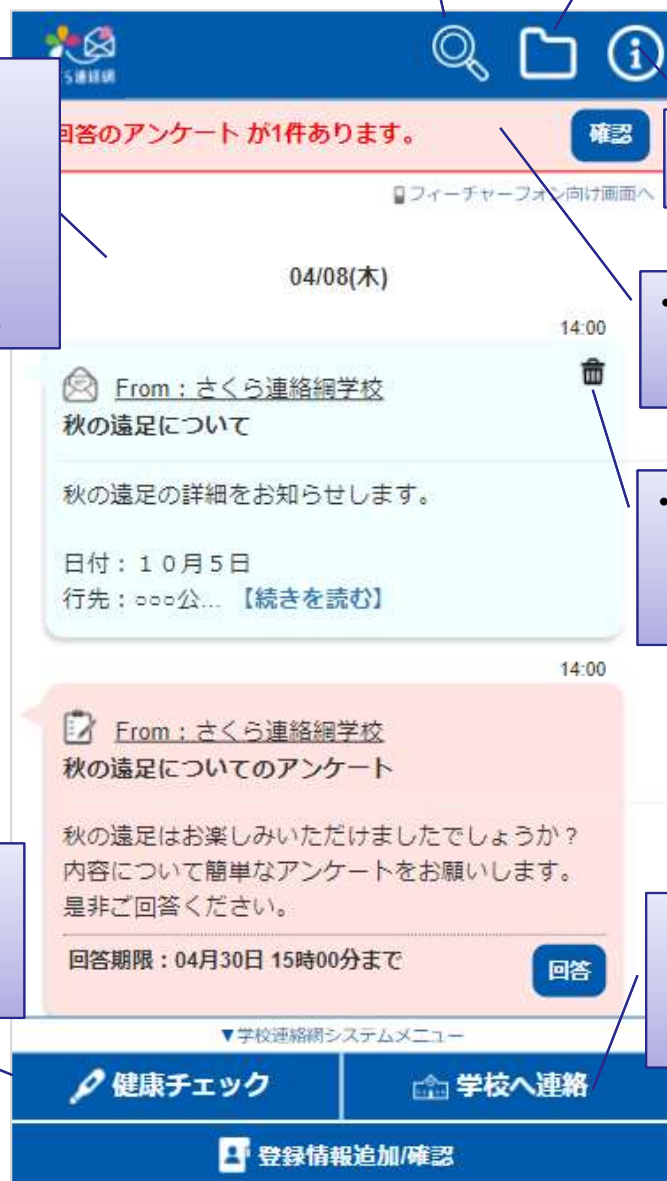 くら連絡網
回答のアンケート が1件あります。
確認
フィーチャーフォン向け画面へ
04/08(木)
14:00
From：さくら連絡網学校
秋の遠足について
秋の遠足の詳細をお知らせします。
日付：１０月５日
行先：○○○公... 【続きを読む】
14:00
From：さくら連絡網学校
秋の遠足についてのアンケート
秋の遠足はお楽しみいただけましたでしょうか？
内容について簡単なアンケートをお願いします。
是非ご回答ください。
回答期限：04月30日 15時00分まで
回答
▼学校連絡網システムメニュー
健康チェック
学校へ連絡
登録情報追加/確認